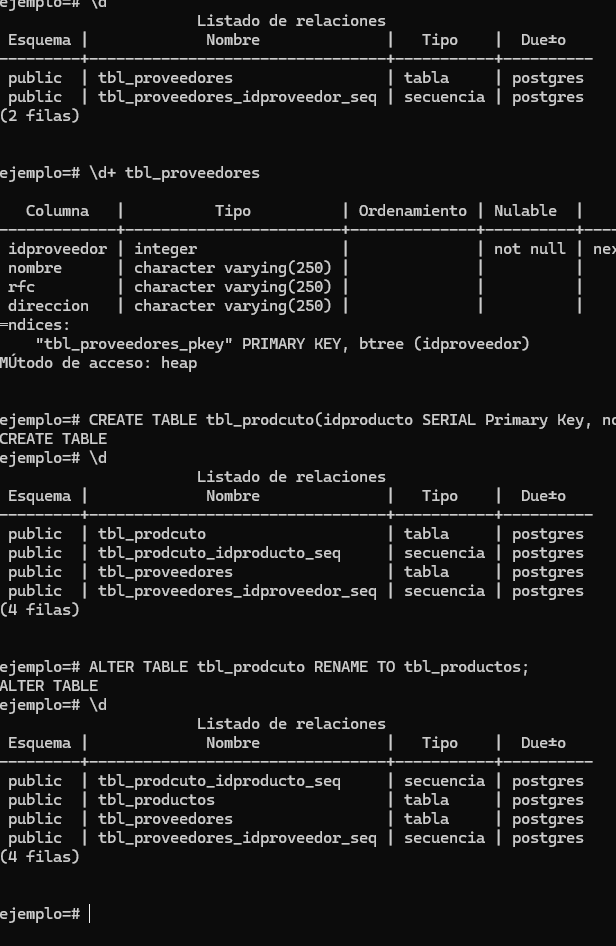 ejemplo=# \d
Listado de relaciones
Esquema | Nombre | Tipo | Due±o
---------+--------------------------------+-----------+----------
public | tbl_proveedores | tabla | postgres
public | tbl_proveedores_idproveedor_seq | secuencia | postgres
(2 filas)
ejemplo=# \d+ tbl_proveedores
Columna | Tipo | Ordenamiento | Nulable |
-------------+------------------------+--------------+----------+----
idproveedor | integer | | not null | nex
nombre | character varying(250) | | |
rfc | character varying(250) | | |
direccion | character varying(250) | | |
=ndices:
"tbl_proveedores_pkey" PRIMARY KEY, btree (idproveedor)
MÚtodo de acceso: heap
ejemplo=# CREATE TABLE tbl_prodcuto(idproducto SERIAL Primary Key, no
CREATE TABLE
ejemplo=# \d
Listado de relaciones
Esquema | Nombre | Tipo | Due±o
---------+--------------------------------+-----------+----------
public | tbl_prodcuto | tabla | postgres
public | tbl_prodcuto_idproducto_seq | secuencia | postgres
public | tbl_proveedores | tabla | postgres
public | tbl_proveedores_idproveedor_seq | secuencia | postgres
(4 filas)
ejemplo=# ALTER TABLE tbl_prodcuto RENAME TO tbl_productos;
ALTER TABLE
ejemplo=# \d
Listado de relaciones
Esquema | Nombre | Tipo | Due±o
---------+--------------------------------+-----------+----------
public | tbl_prodcuto_idproducto_seq | secuencia | postgres
public | tbl_productos | tabla | postgres
public | tbl_proveedores | tabla | postgres
public | tbl_proveedores_idproveedor_seq | secuencia | postgres
(4 filas)
ejemplo=#